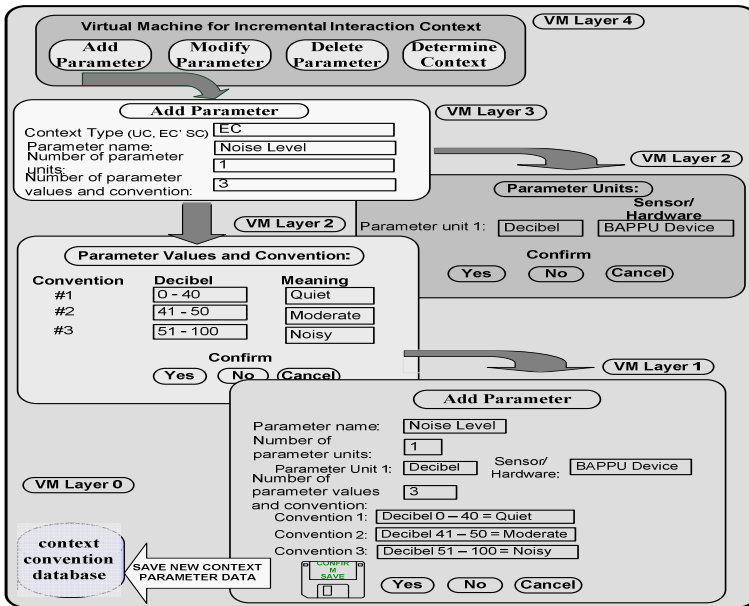 Virtual Machine for Incremental Interaction Context
VM Layer 4
Add Parameter
Modify Parameter
Delete Parameter
Determine Context
Add Parameter
VM Layer 3
Context Type (UC, EC' SC)
EC
Parameter name:
Noise Level
Number of parameter units:
1
Number of parameter values and convention:
3
VM Layer 2
Parameter Units:
Sensor/
Hardware
Parameter unit 1:
Decibel
BAPPU Device
Confirm
Yes
No
Cancel
VM Layer 2
Parameter Values and Convention:
Convention
Decibel
Meaning
#1
0 - 40
Quiet
#2
41 - 50
Moderate
#3
51 - 100
Noisy
Confirm
Yes
No
Cancel
VM Layer 1
Add Parameter
Parameter name:
Noise Level
Number of
parameter units:
1
Parameter Unit 1:
Decibel
Sensor/
Hardware:
BAPPU Device
Number of
parameter values
and convention:
3
Convention 1:
Decibel 0 – 40 = Quiet
Convention 2:
Decibel 41 – 50 = Moderate
Convention 3:
Decibel 51 – 100 = Noisy
CONFIR
M
SAVE
Yes
No
Cancel
VM Layer 0
context
convention
database
SAVE NEW CONTEXT
PARAMETER DATA